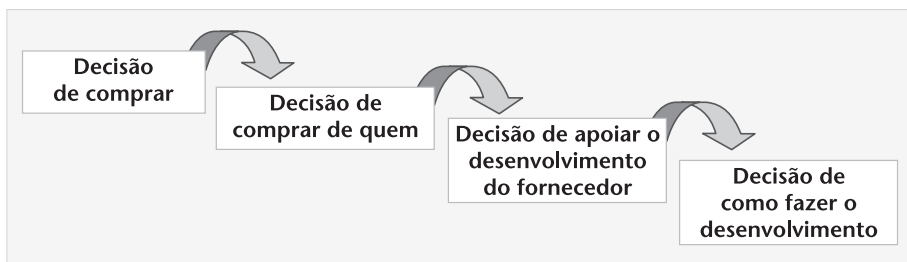 Decisão
de comprar
Decisão de
comprar de quem
Decisão de apoiar o
desenvolvimento
do fornecedor
Decisão de
como fazer o
desenvolvimento